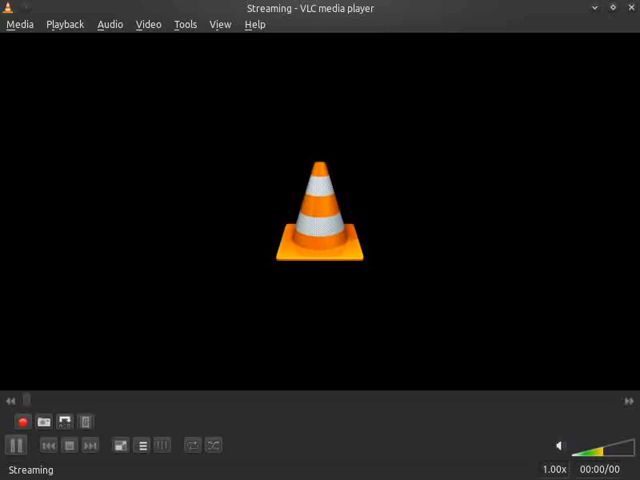 Streaming - VLC media player
Media Playback Audio Video Tools View Help
Streaming 1.00x 00:00/00